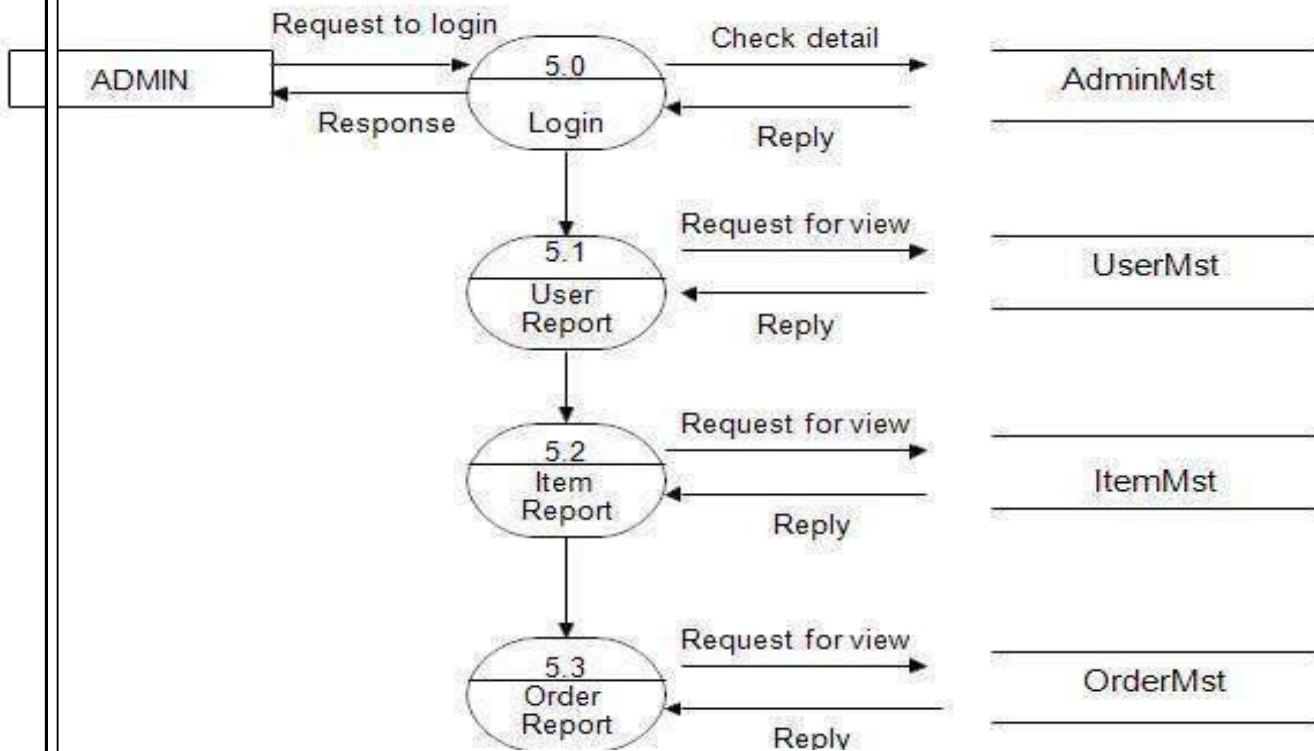 Request to login
Check detail
ADMIN
5.0
AdminMst
Response
Login
Reply
Request for view
5.1
UserMst
User
Report
Reply
Request for view
5.2
ItemMst
Item
Report
Reply
Request for view
5.3
OrderMst
Order
Report
Reply